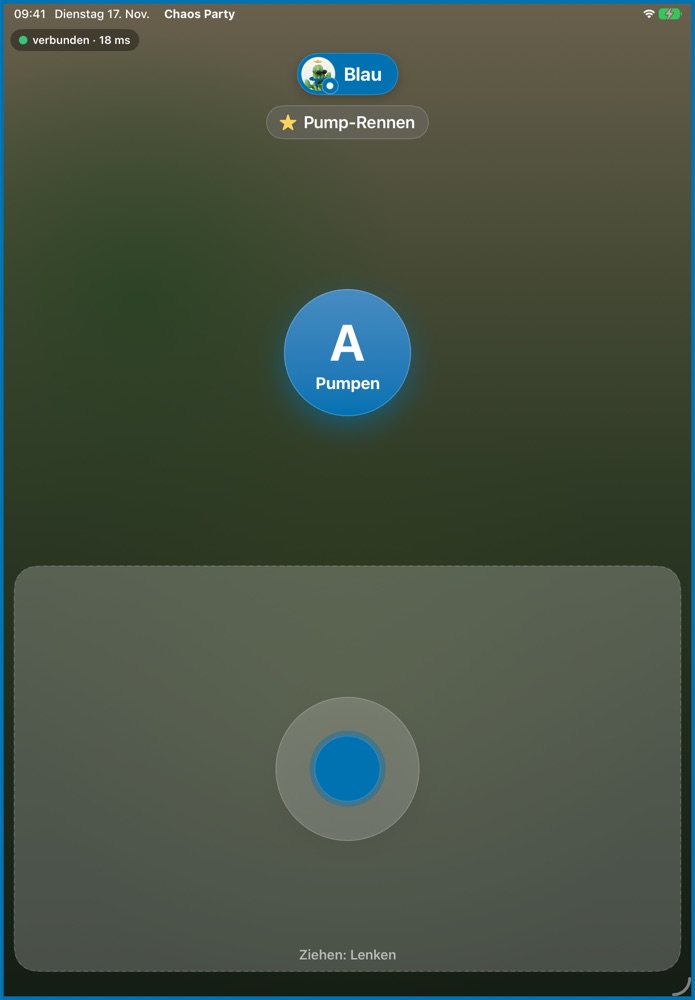 09:41 Dienstag 17. Nov. Chaos Party
verbunden · 18 ms
Blau
Pump-Rennen
A
Pumpen
Ziehen: Lenken